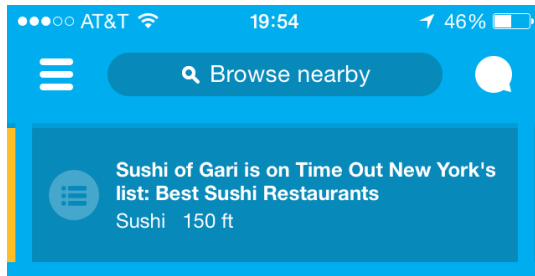 AT&T 19:54 46%
Browse nearby
Sushi of Gari is on Time Out New York's
list: Best Sushi Restaurants
Sushi 150 ft